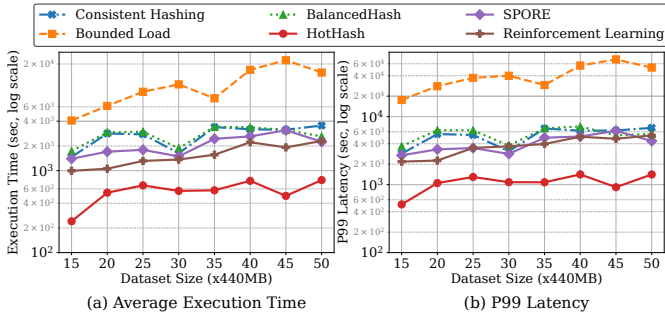 Consistent Hashing
BalancedHash
SPORE
Bounded Load
HotHash
Reinforcement Learning
Execution Time (sec, log scale)
2 × 10⁴
6 × 10³
4 × 10³
2 × 10³
10³
6 × 10²
4 × 10²
2 × 10²
10²
15 20 25 30 35 40 45 50
Dataset Size (x440MB)
(a) Average Execution Time
P99 Latency (sec, log scale)
6 × 10⁴
4 × 10⁴
2 × 10⁴
10⁴
6 × 10³
4 × 10³
2 × 10³
10³
6 × 10²
4 × 10²
2 × 10²
10²
15 20 25 30 35 40 45 50
Dataset Size (x440MB)
(b) P99 Latency